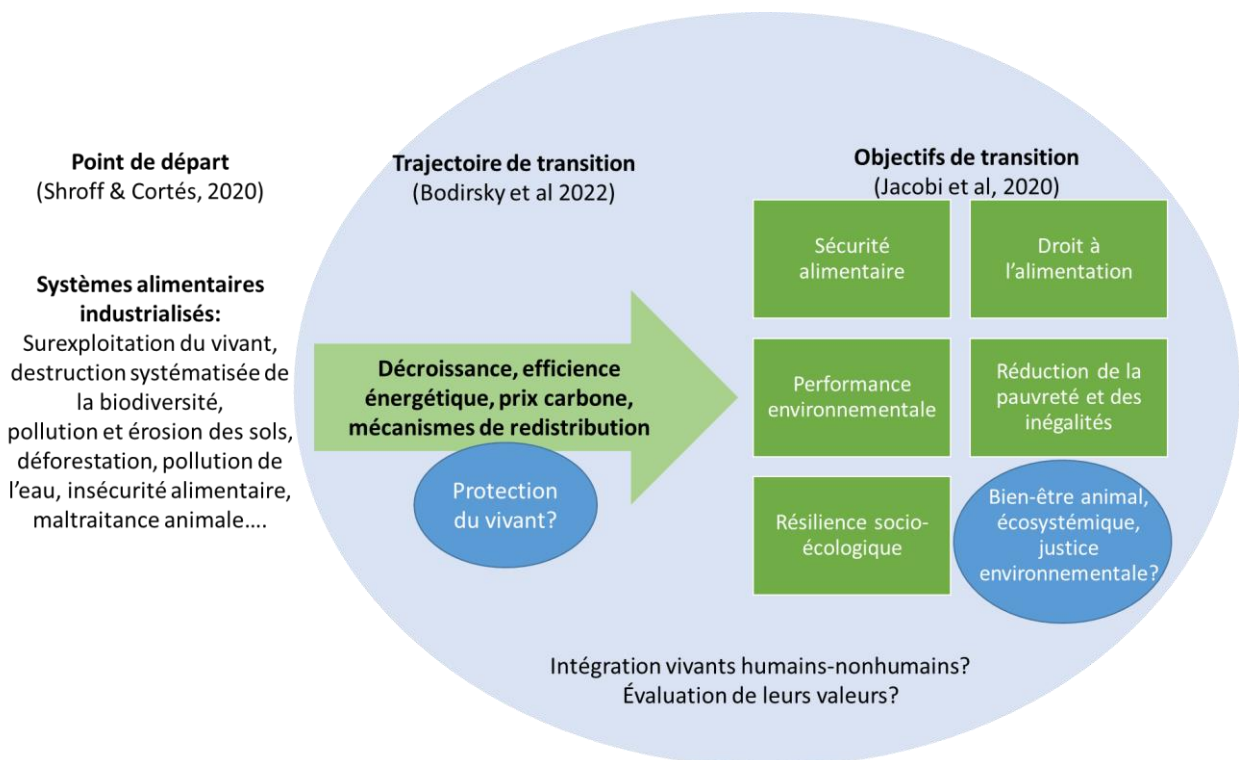 Point de départ
(Shroff & Cortés, 2020)
Systèmes alimentaires
industrialisés:
Surexploitation du vivant,
destruction systématisée de
la biodiversité,
pollution et érosion des sols,
déforestation, pollution de
l'eau, insécurité alimentaire,
maltraitance animale....
Trajectoire de transition
(Bodirsky et al 2022)
Décroissance, efficience
énergétique, prix carbone,
mécanismes de redistribution
Protection
du vivant?
Objectifs de transition
(Jacobi et al, 2020)
Sécurité
alimentaire
Droit à
l'alimentation
Performance
environnementale
Réduction de la
pauvreté et des
inégalités
Résilience socio-
écologique
Bien-être animal,
écosystémique,
justice
environnementale?
Intégration vivants humains-nonhumains?
Évaluation de leurs valeurs?